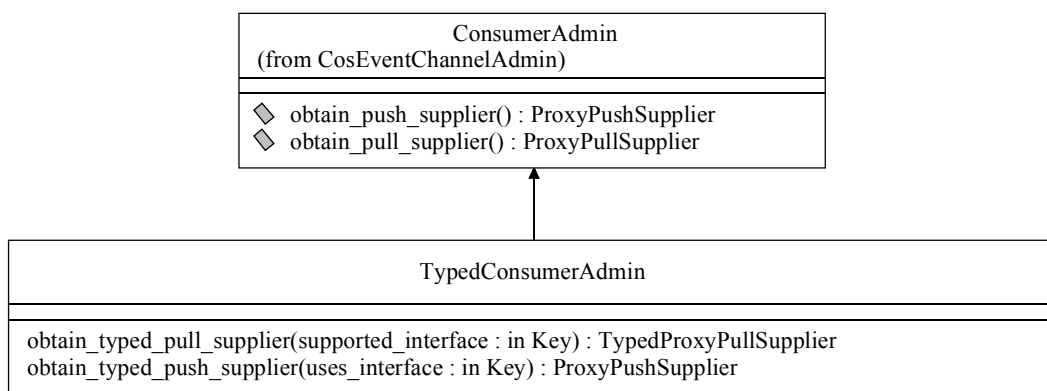 ConsumerAdmin
(from CosEventChannelAdmin)
obtain_push_supplier() : ProxyPushSupplier
obtain_pull_supplier() : ProxyPullSupplier
TypedConsumerAdmin
obtain_typed_pull_supplier(supported_interface : in Key) : TypedProxyPullSupplier
obtain_typed_push_supplier(uses_interface : in Key) : ProxyPushSupplier